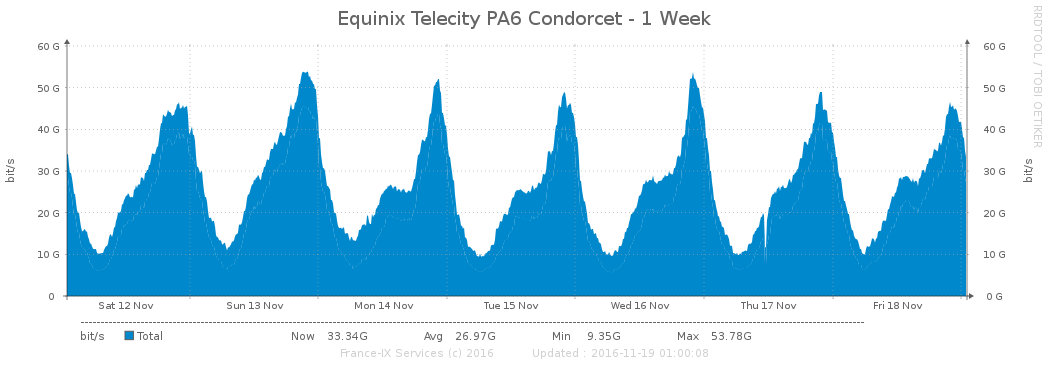 Equinix Telecity PA6 Condorcet - 1 Week
RRDTOOL / TOBI OETIKER
60 G 60 G
50 G 50 G
40 G 40 G
30 G 30 G
20 G 20 G
10 G 10 G
0 0 G
bit/s
bit/s
Sat 12 Nov Sun 13 Nov Mon 14 Nov Tue 15 Nov Wed 16 Nov Thu 17 Nov Fri 18 Nov
bit/s Total Now 33.34G Avg 26.97G Min 9.35G Max 53.78G
France-IX Services (c) 2016 Updated : 2016-11-19 01:00:08